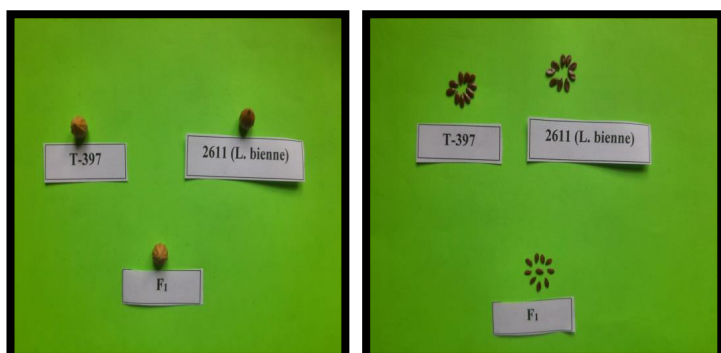 T-397
2611 (L. bienne)
F₁
T-397
2611 (L. bienne)
F₁